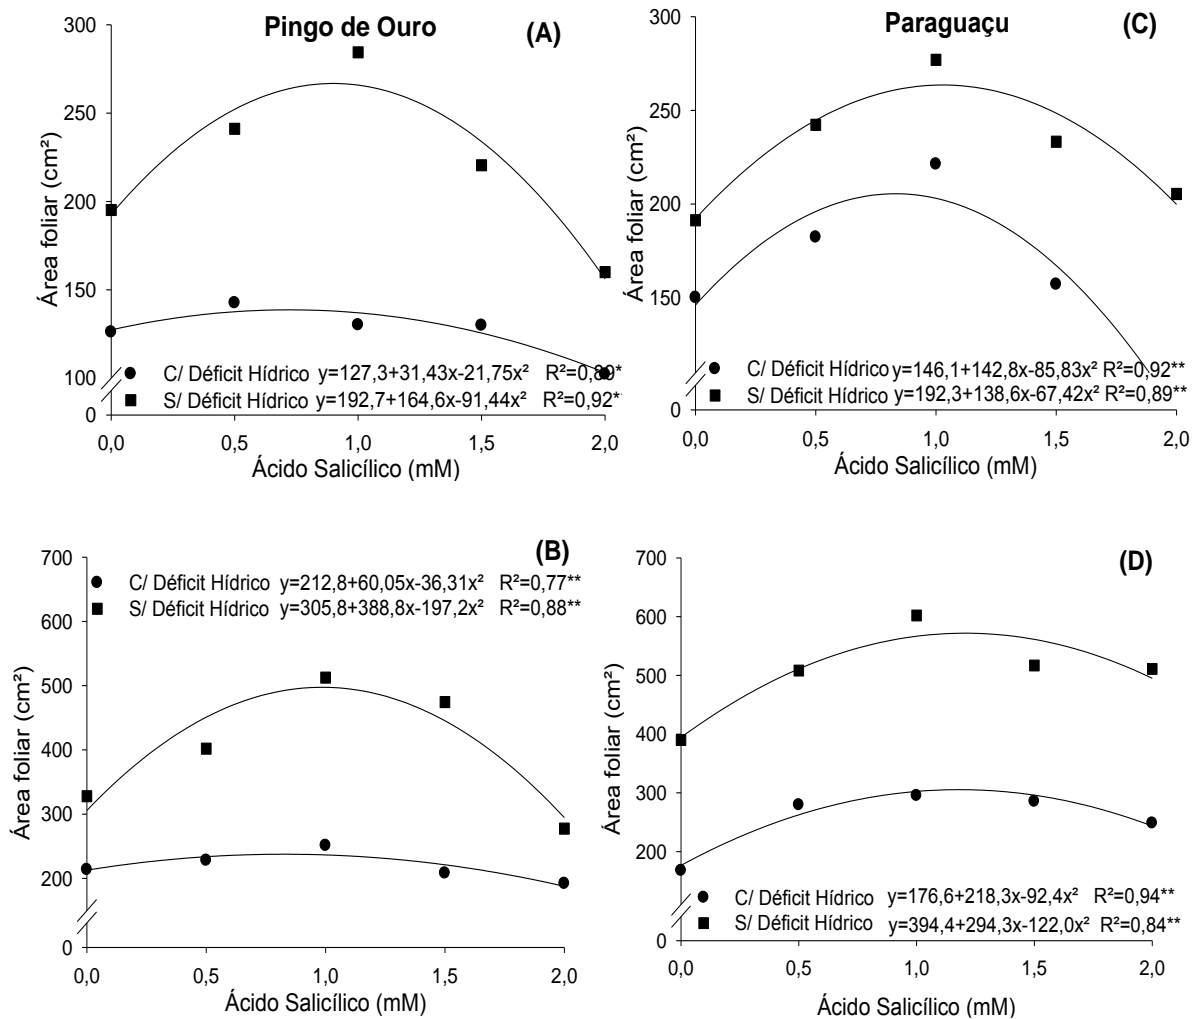 Pingo de Ouro
(A)
300
250
200
150
100
0
Área foliar (cm²)
C/ Déficit Hídrico y=127,3+31,43x-21,75x² R²=0,89*
S/ Déficit Hídrico y=192,7+164,6x-91,44x² R²=0,92*
0,0 0,5 1,0 1,5 2,0
Ácido Salicílico (mM)
Paraguaçu
(C)
300
250
200
150
0
Área foliar (cm²)
C/ Déficit Hídrico y=146,1+142,8x-85,83x² R²=0,92**
S/ Déficit Hídrico y=192,3+138,6x-67,42x² R²=0,89**
0,0 0,5 1,0 1,5 2,0
Ácido Salicílico (mM)
(B)
700
600
500
400
300
200
0
Área foliar (cm²)
C/ Déficit Hídrico y=212,8+60,05x-36,31x² R²=0,77**
S/ Déficit Hídrico y=305,8+388,8x-197,2x² R²=0,88**
0,0 0,5 1,0 1,5 2,0
Ácido Salicílico (mM)
(D)
700
600
500
400
300
200
0
Área foliar (cm²)
C/ Déficit Hídrico y=176,6+218,3x-92,4x² R²=0,94**
S/ Déficit Hídrico y=394,4+294,3x-122,0x² R²=0,84**
0,0 0,5 1,0 1,5 2,0
Ácido Salicílico (mM)